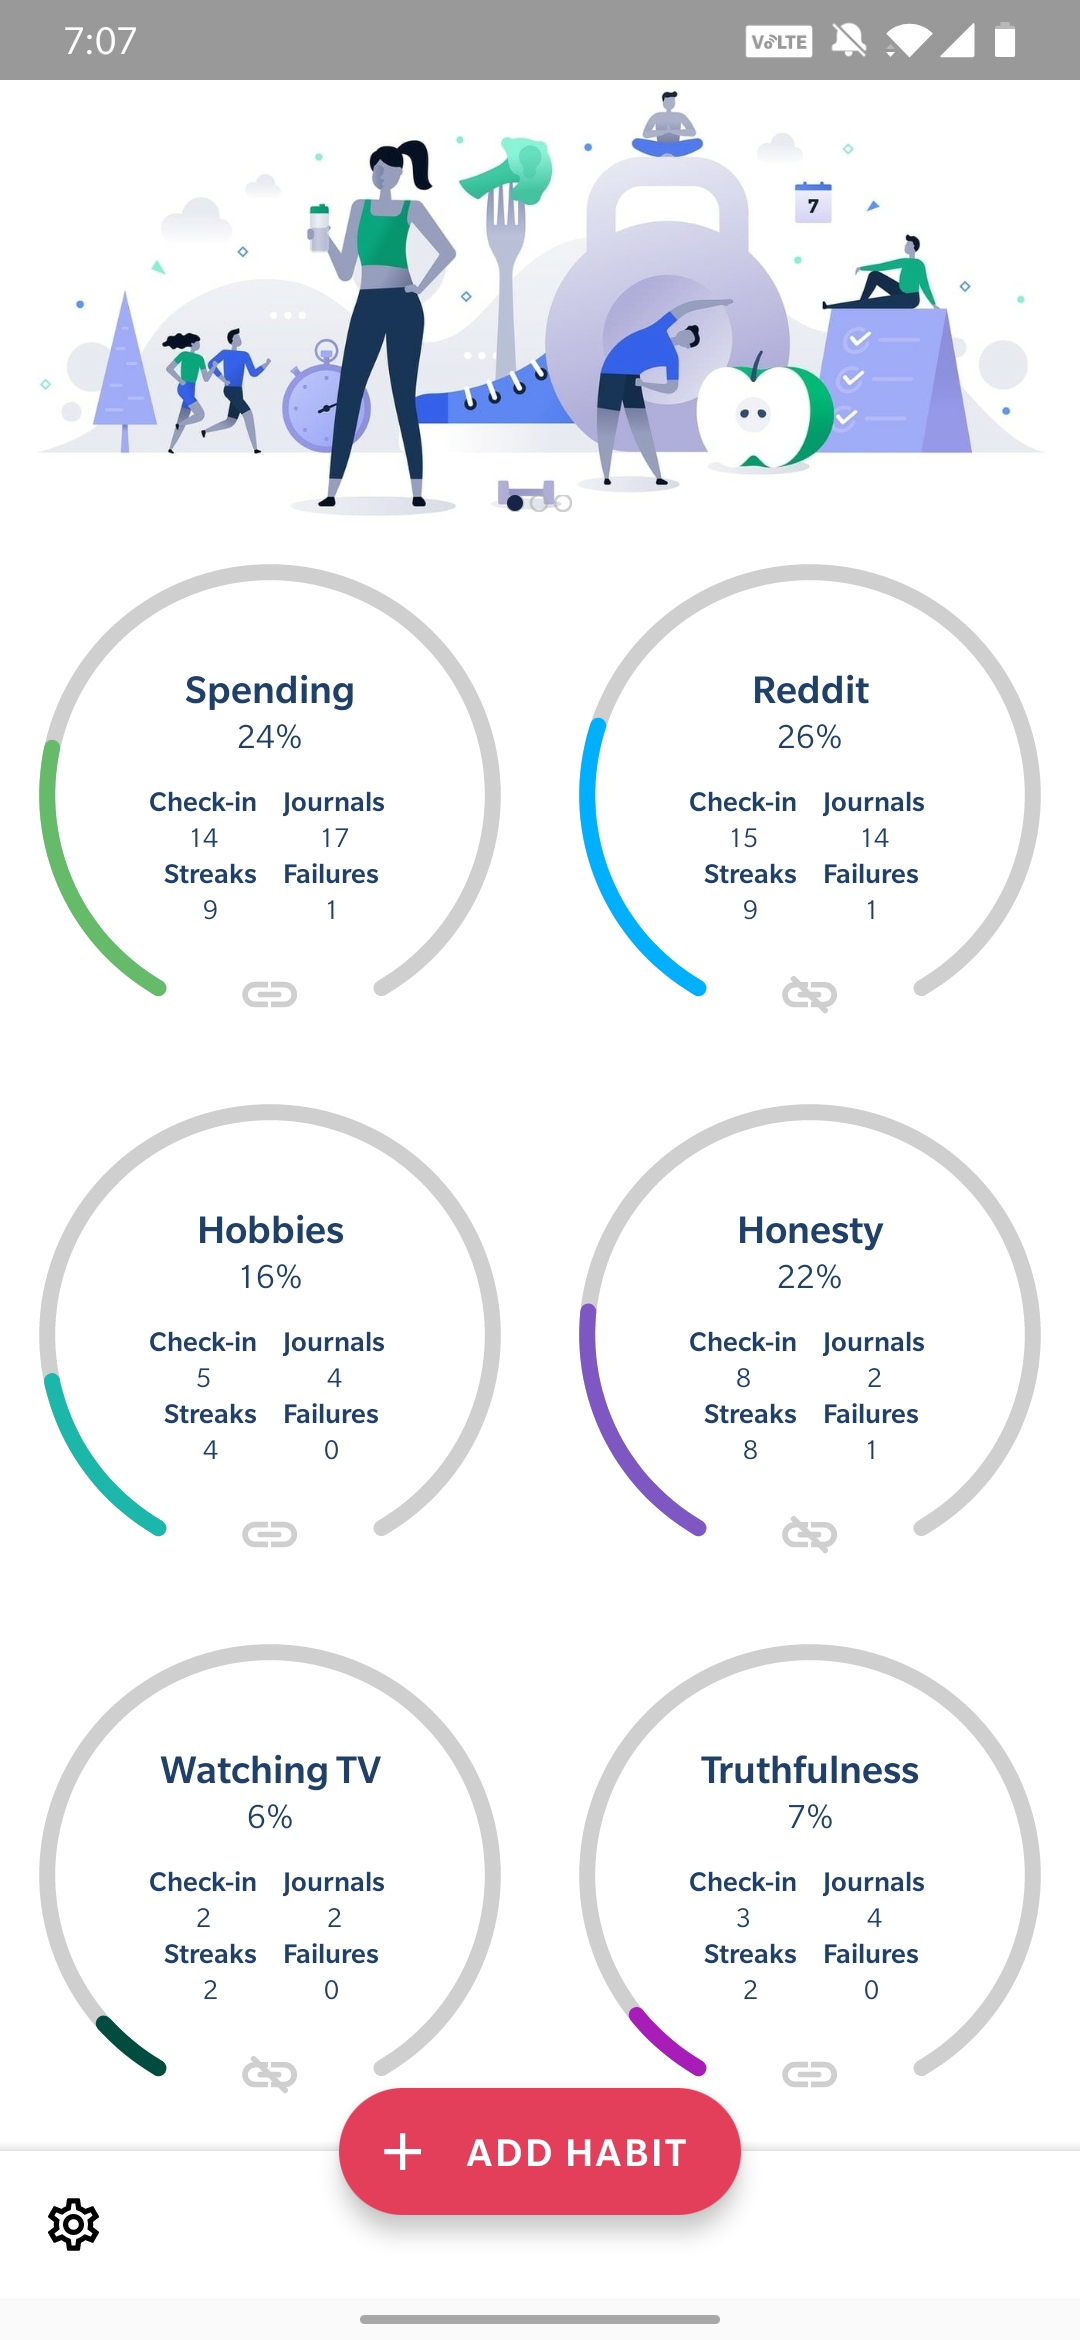 7:07 VoLTE
7
Spending Reddit
24% 26%
Check-in Journals Check-in Journals
14 17 15 14
Streaks Failures Streaks Failures
9 1 9 1
Hobbies Honesty
16% 22%
Check-in Journals Check-in Journals
5 4 8 2
Streaks Failures Streaks Failures
4 0 8 1
Watching TV Truthfulness
6% 7%
Check-in Journals Check-in Journals
2 2 3 4
Streaks Failures Streaks Failures
2 0 2 0
+ ADD HABIT